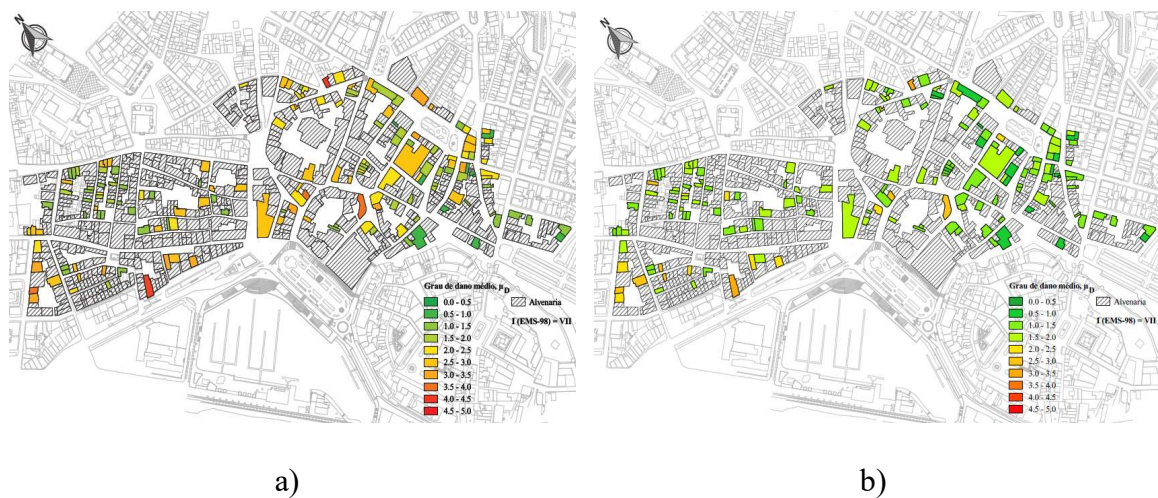 N
Grau de dano médio, μD
0.0 - 0.5
0.5 - 1.0
1.0 - 1.5
1.5 - 2.0
2.0 - 2.5
2.5 - 3.0
3.0 - 3.5
3.5 - 4.0
4.0 - 4.5
4.5 - 5.0
Alvenaria
I (EMS-98) = VII
a)
N
Grau de dano médio, μD
0.0 - 0.5
0.5 - 1.0
1.0 - 1.5
1.5 - 2.0
2.0 - 2.5
2.5 - 3.0
3.0 - 3.5
3.5 - 4.0
4.0 - 4.5
4.5 - 5.0
Alvenaria
I (EMS-98) = VII
b)